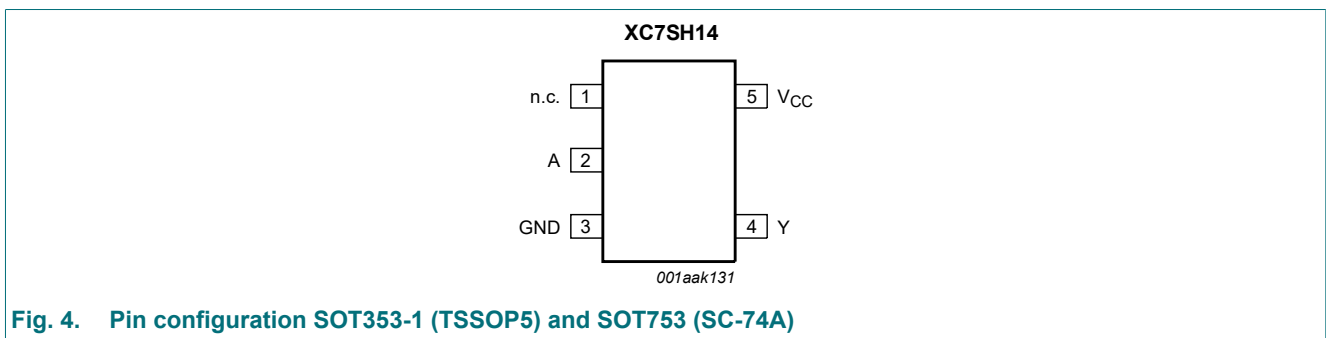 XC7SH14
n.c. 1
5 VCC
A 2
GND 3
4 Y
001aak131
Fig. 4. Pin configuration SOT353-1 (TSSOP5) and SOT753 (SC-74A)